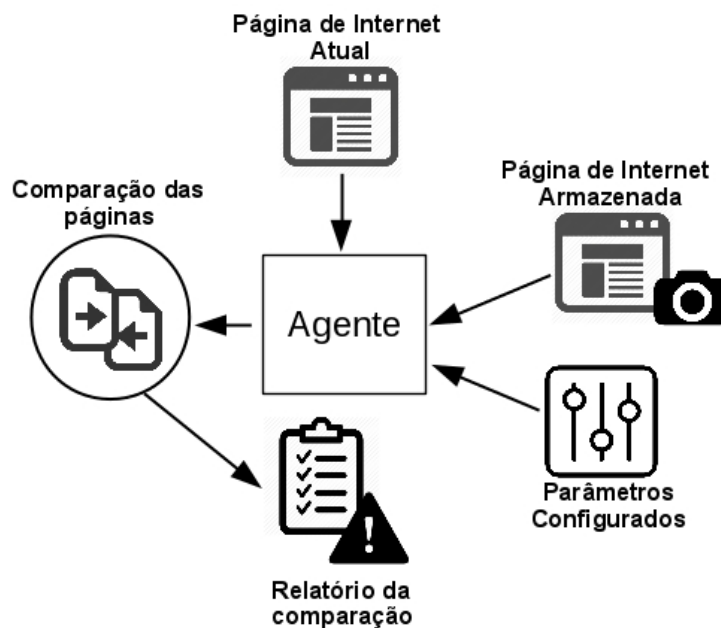 Página de Internet
Atual
Comparação das
páginas
Página de Internet
Armazenada
Agente
Parâmetros
Configurados
Relatório da
comparação